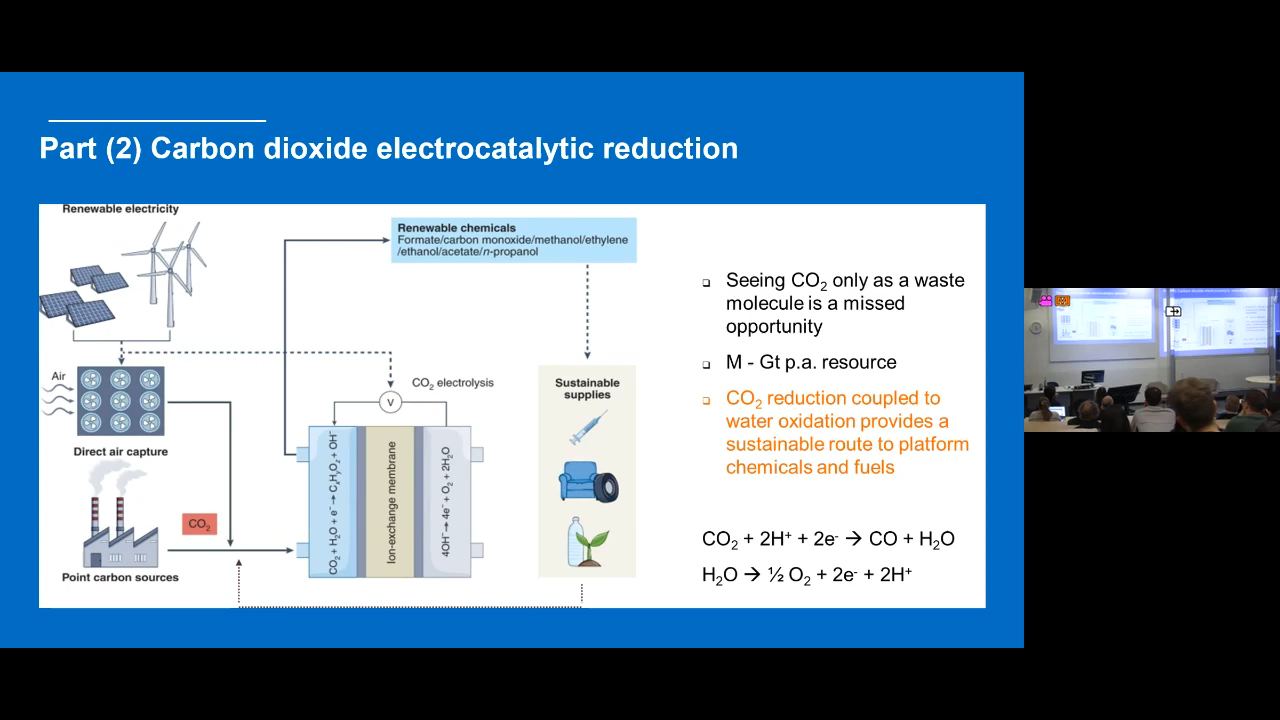 Part (2) Carbon dioxide electrocatalytic reduction
Renewable electricity
Renewable chemicals
Formate/carbon monoxide/methanol/ethylene
/ethanol/acetate/n-propanol
Air
Direct air capture
CO₂
Point carbon sources
CO₂ electrolysis
V
CO₂ + H₂O + e⁻ → CₓHᵧO₂ + OH⁻
Ion-exchange membrane
4OH⁻ → 4e⁻ + O₂ + 2H₂O
Sustainable
supplies
Seeing CO₂ only as a waste
molecule is a missed
opportunity
M - Gt p.a. resource
CO₂ reduction coupled to
water oxidation provides a
sustainable route to platform
chemicals and fuels
CO₂ + 2H⁺ + 2e⁻ → CO + H₂O
H₂O → ½ O₂ + 2e⁻ + 2H⁺